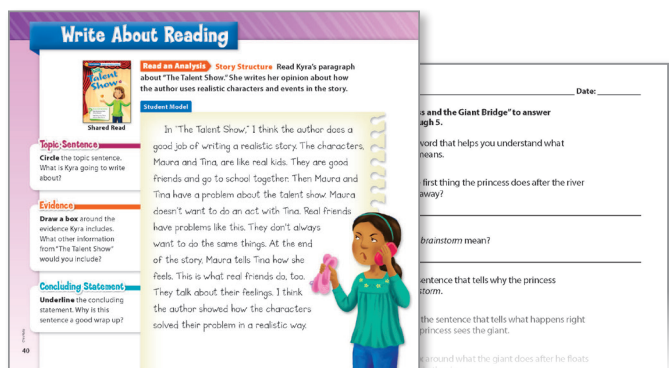 Write About Reading
The
Talent
Show
Shared Read
Read an Analysis Story Structure Read Kyra's paragraph
about "The Talent Show." She writes her opinion about how
the author uses realistic characters and events in the story.
Student Model
In "The Talent Show," I think the author does a
good job of writing a realistic story. The characters,
Maura and Tina, are like real kids. They are good
friends and go to school together. Then Maura and
Tina have a problem about the talent show. Maura
doesn't want to do an act with Tina. Real friends
have problems like this. They don't always
want to do the same things. At the end
of the story, Maura tells Tina how she
feels. This is what real friends do, too.
They talk about their feelings. I think
the author showed how the characters
solved their problem in a realistic way.
Topic Sentence
Circle the topic sentence.
What is Kyra going to write
about?
Evidence
Draw a box around the
evidence Kyra includes.
What other information
from "The Talent Show"
would you include?
Concluding Statement
Underline the concluding
statement. Why is this
sentence a good wrap up?
40
Date:
and the Giant Bridge" to answer
5.
word that helps you understand what
means.
first thing the princess does after the river
away?
brainstorm mean?
sentence that tells why the princess
the sentence that tells what happens right
princess sees the giant.
around what the giant does after he floats